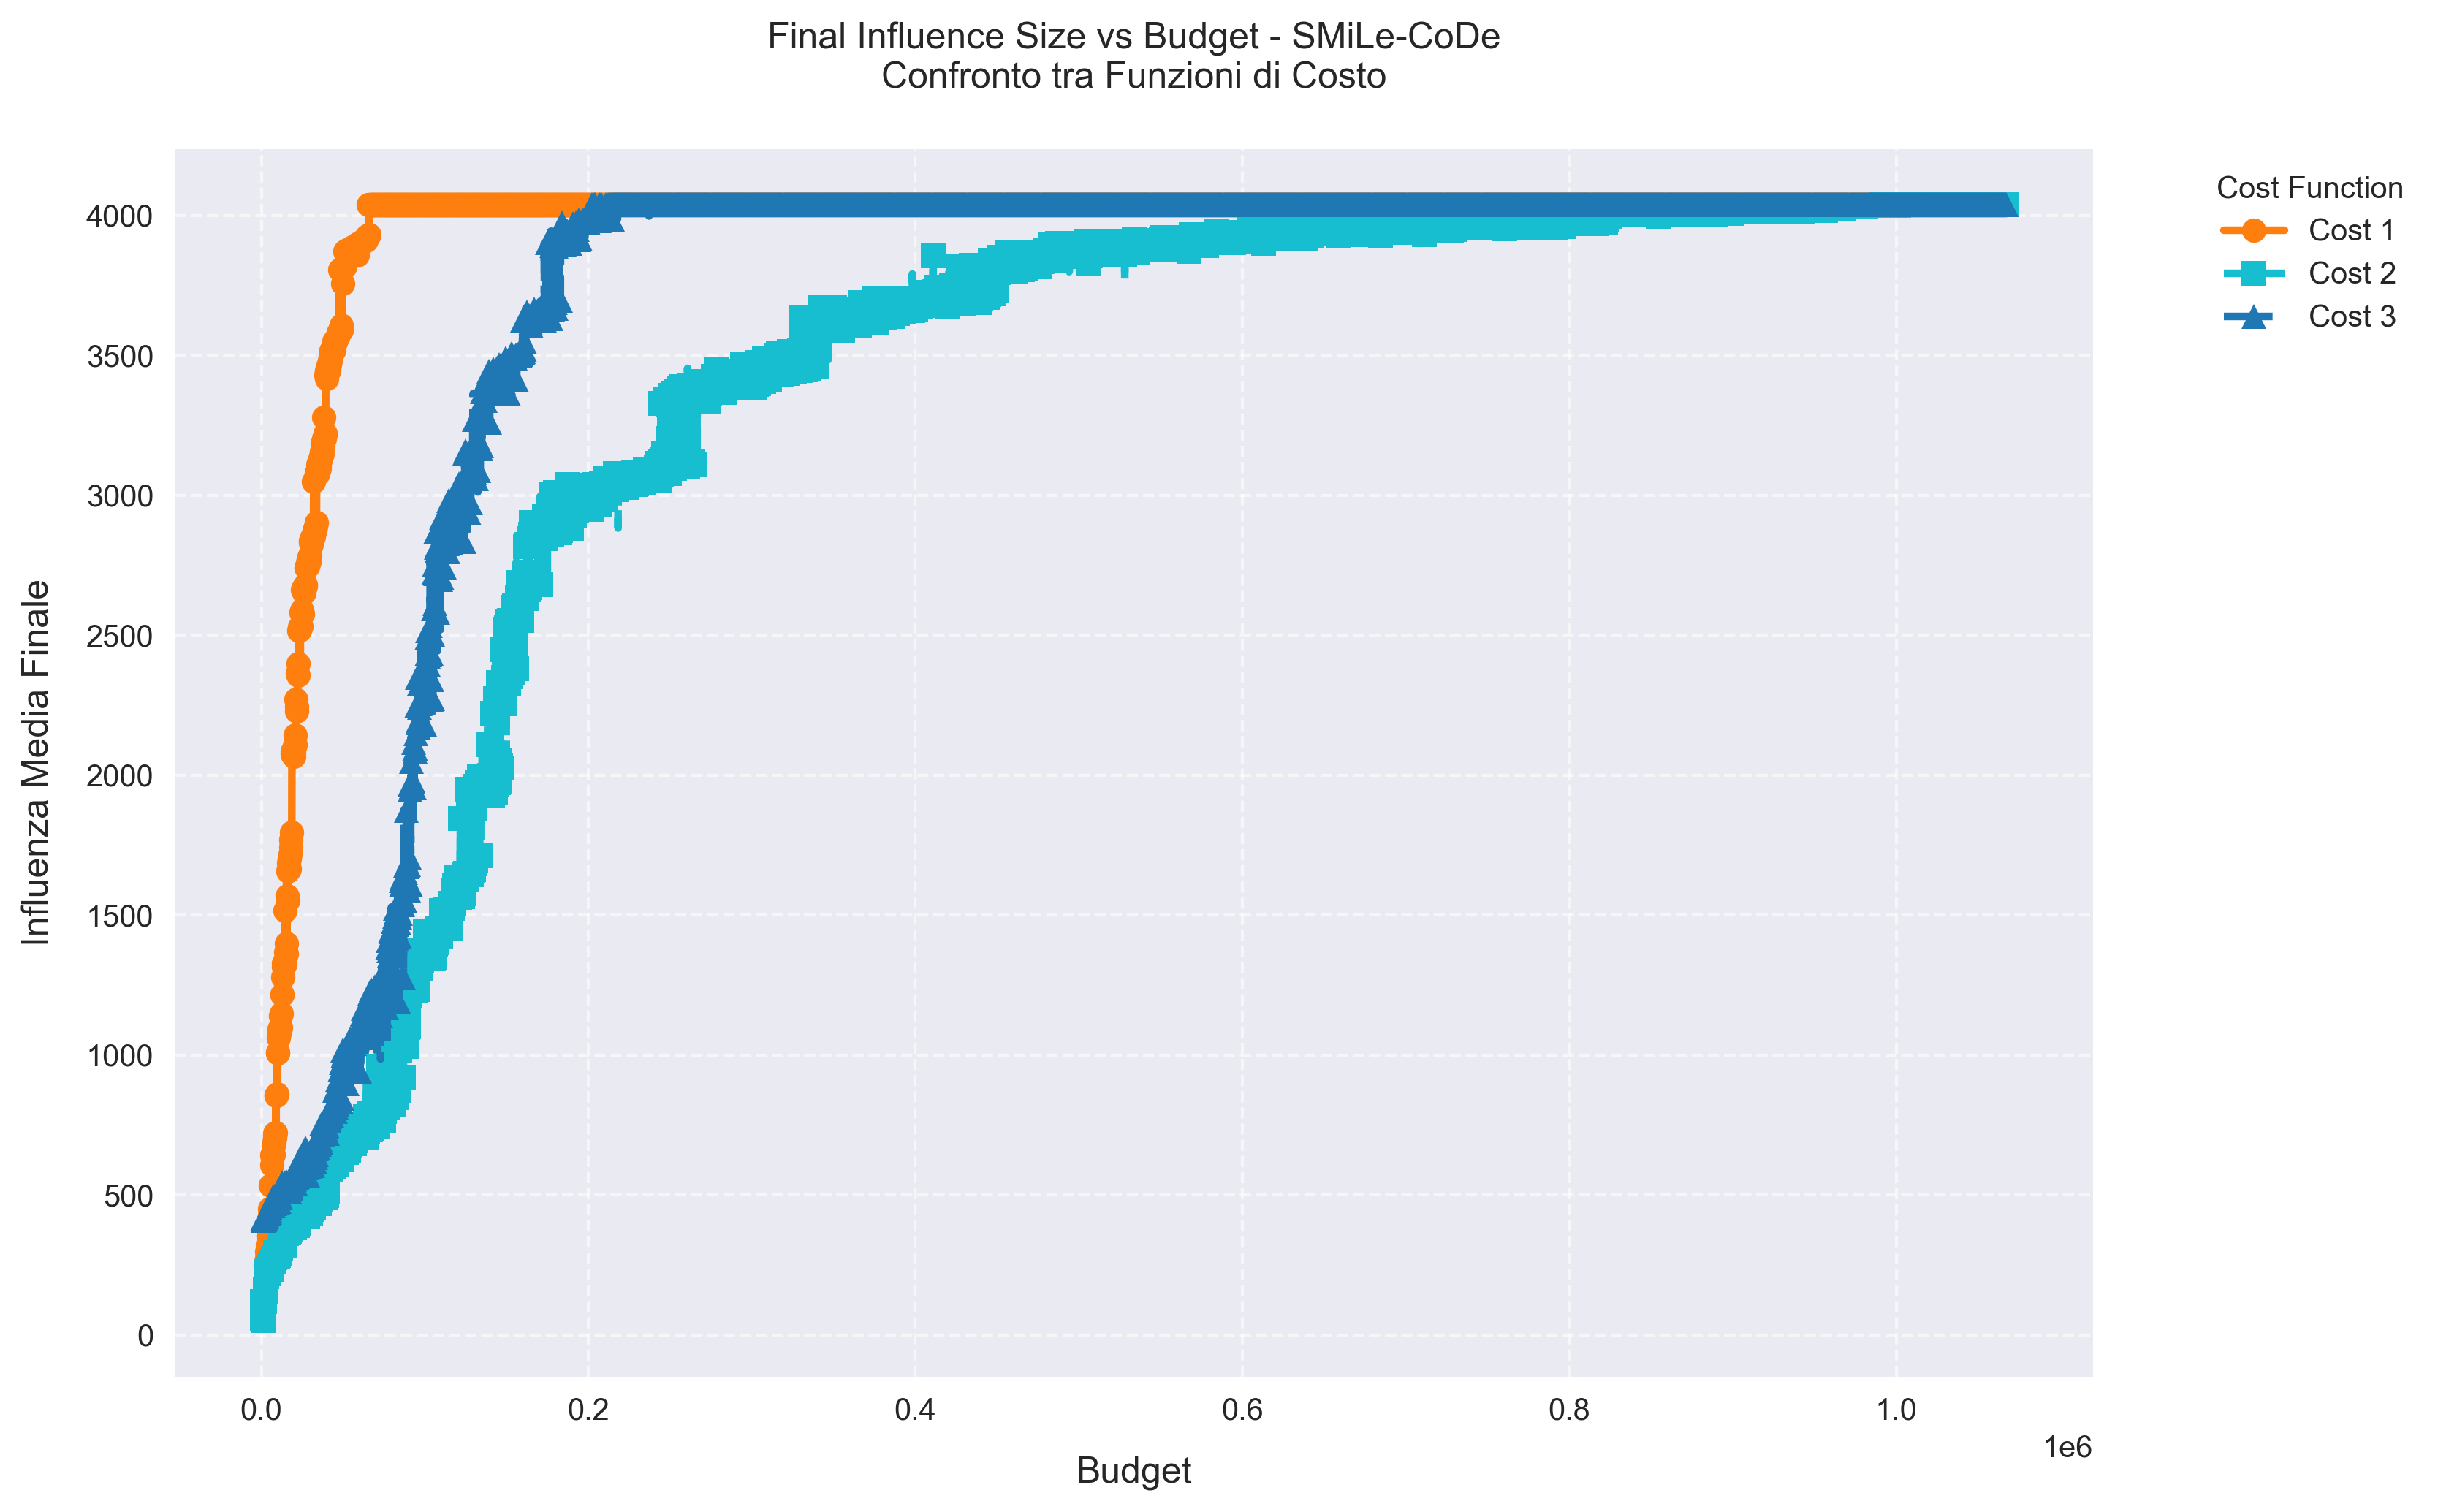 Final Influence Size vs Budget - SMiLe-CoDe
Confronto tra Funzioni di Costo
Cost Function
Cost 1
Cost 2
Cost 3
Influenza Media Finale
4000
3500
3000
2500
2000
1500
1000
500
0
0.0 0.2 0.4 0.6 0.8 1.0
1e6
Budget